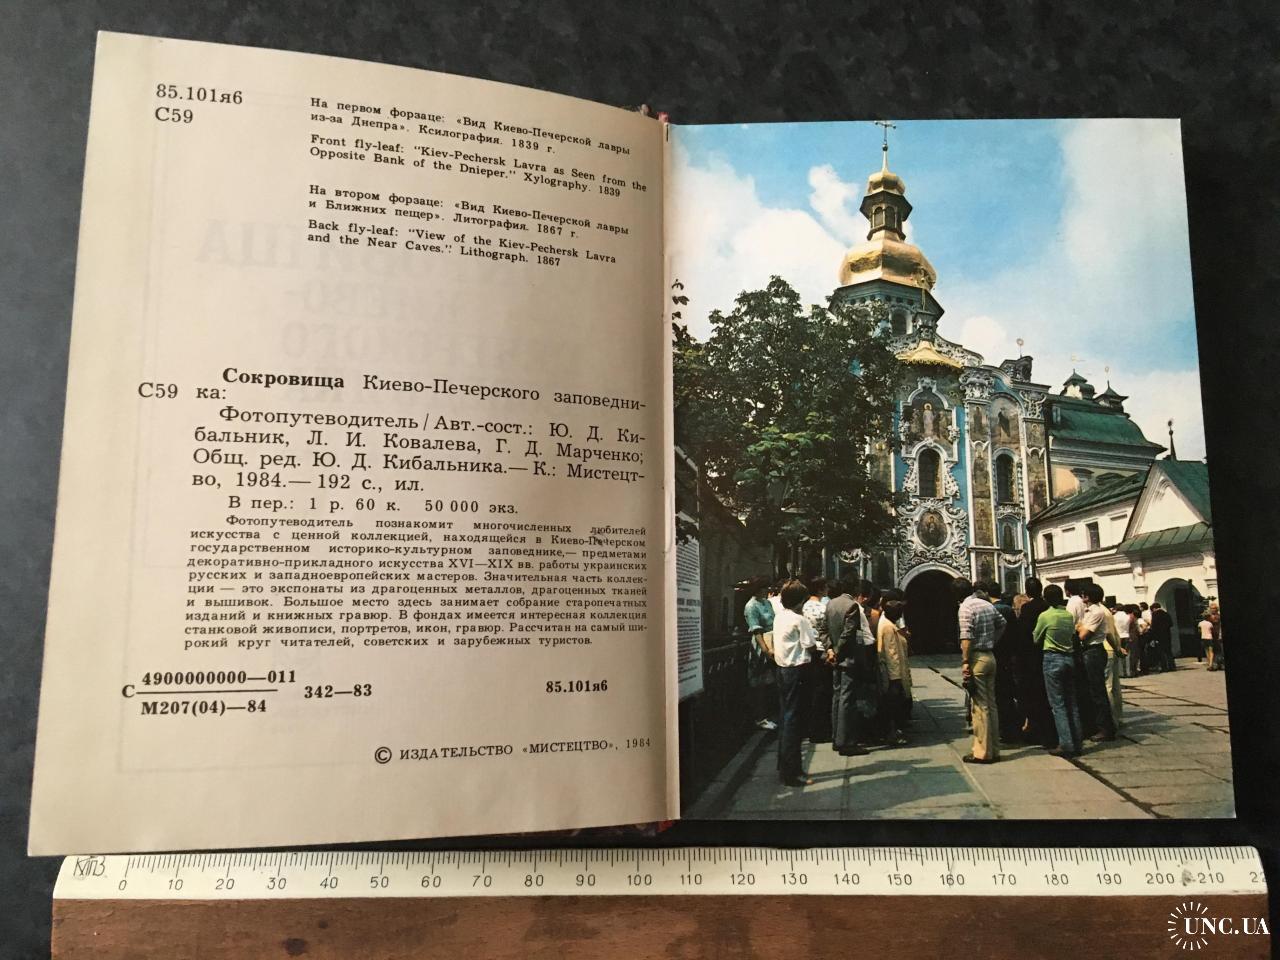 85.101я6
С59
На первом форзаце: «Вид Киево-Печерской лавры
из-за Днепра». Ксилография. 1839 г.
Front fly-leaf: "Kiev-Pechersk Lavra as Seen from the
Opposite Bank of the Dnieper." Xylography. 1839
На втором форзаце: «Вид Киево-Печерской лавры
и Ближних пещер». Литография. 1867 г.
Back fly-leaf: "View of the Kiev-Pechersk Lavra
and the Near Caves.": Lithograph. 1867
Сокровища Киево-Печерского заповедни-
С59 ка:
Фотопутеводитель / Авт.-сост.: Ю. Д. Ки-
бальник, Л. И. Ковалева, Г. Д. Марченко;
Общ. ред. Ю. Д. Кибальника.— К.: Мистецт-
во, 1984.— 192 с., ил.
В пер.: 1 р. 60 к. 50 000 экз.
Фотопутеводитель познакомит многочисленных любителей
искусства с ценной коллекцией, находящейся в Киево-Печерском
государственном историко-культурном заповеднике,— предметами
декоративно-прикладного искусства XVI—XIX вв. работы украинских
русских и западноевропейских мастеров. Значительная часть коллек-
ции — это экспонаты из драгоценных металлов, драгоценных тканей
и вышивок. Большое место здесь занимает собрание старопечатных
изданий и книжных гравюр. В фондах имеется интересная коллекция
станковой живописи, портретов, икон, гравюр. Рассчитан на самый ши-
рокий круг читателей, советских и зарубежных туристов.
С 4900000000—011 342—83 85.101я6
М207(04)—84
© ИЗДАТЕЛЬСТВО «МИСТЕЦТВО», 1984
0 10 20 30 40 50 60 70 80 90 100 110 120 130 140 150 160 170 180 190 200 210 22
UNC.UA